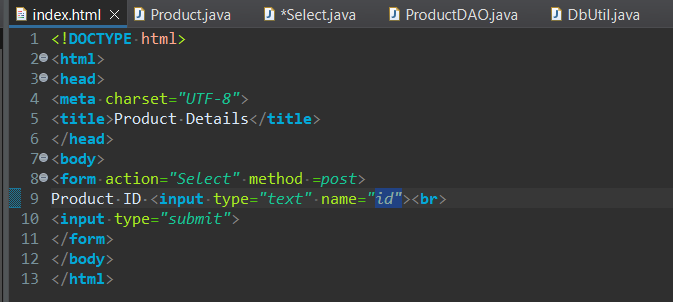 index.html Product.java *Select.java ProductDAO.java DbUtil.java
1 <!DOCTYPE html>
2 <html>
3 <head>
4 <meta charset="UTF-8">
5 <title>Product Details</title>
6 </head>
7 <body>
8 <form action="Select" method =post>
9 Product ID <input type="text" name="id"><br>
10 <input type="submit">
11 </form>
12 </body>
13 </html>